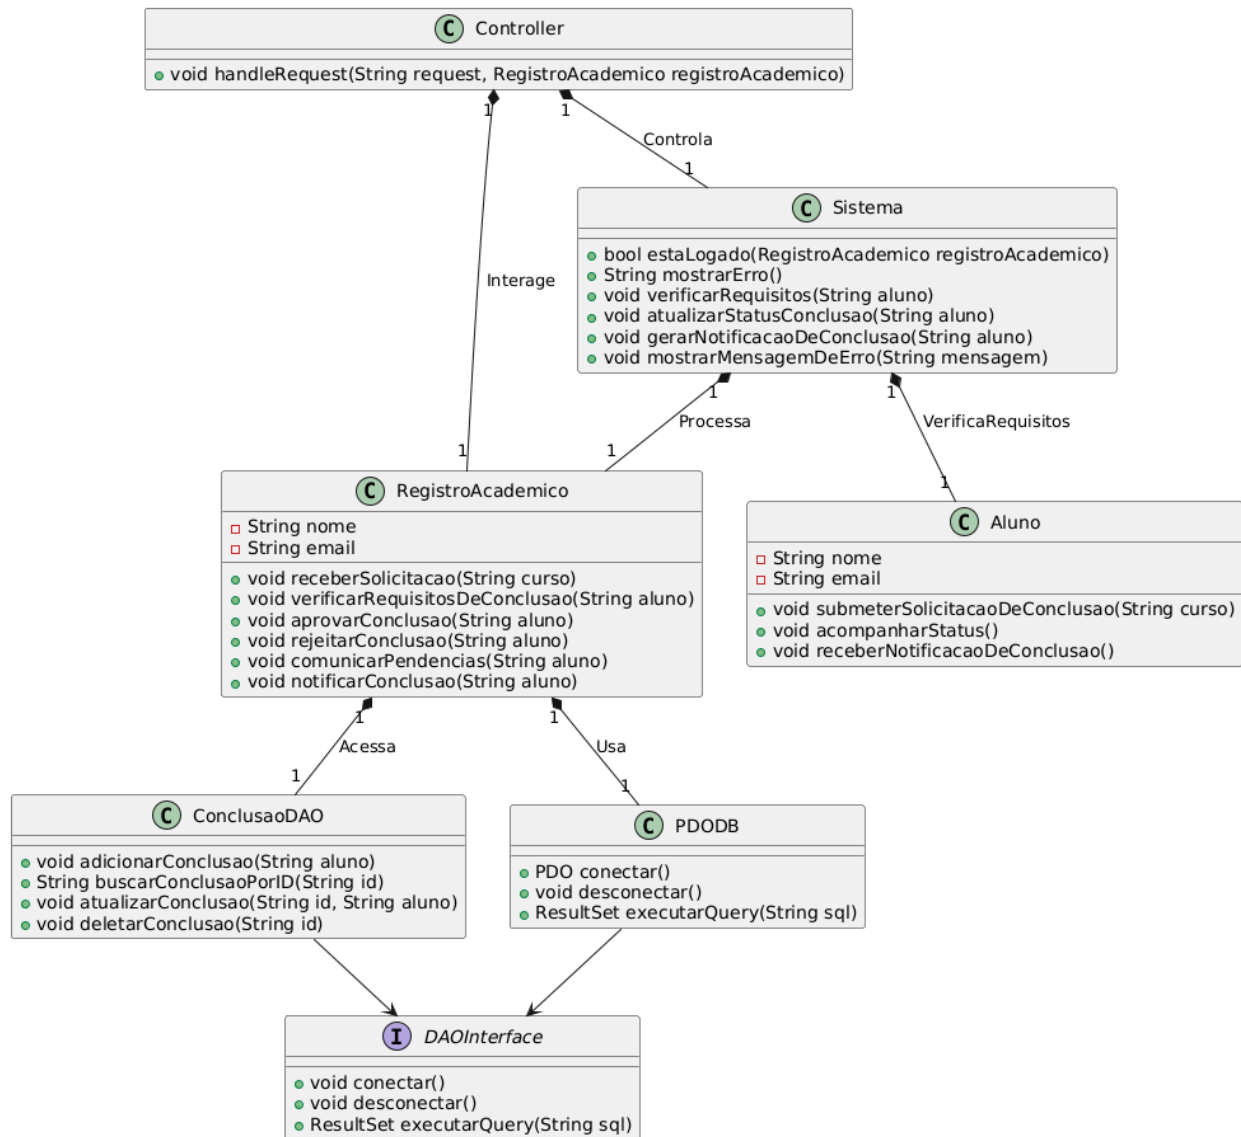 C Controller
void handleRequest(String request, RegistroAcademico registroAcademico)
1
1
Controla
1
C Sistema
bool estaLogado(RegistroAcademico registroAcademico)
String mostrarErro()
void verificarRequisitos(String aluno)
void atualizarStatusConclusao(String aluno)
void gerarNotificacaoDeConclusao(String aluno)
void mostrarMensagemDeErro(String mensagem)
Interage
1
1
Processa
VerificaRequisitos
1
1
1
C RegistroAcademico
String nome
String email
void receberSolicitacao(String curso)
void verificarRequisitosDeConclusao(String aluno)
void aprovarConclusao(String aluno)
void rejeitarConclusao(String aluno)
void comunicarPendencias(String aluno)
void notificarConclusao(String aluno)
C Aluno
String nome
String email
void submeterSolicitacaoDeConclusao(String curso)
void acompanharStatus()
void receberNotificacaoDeConclusao()
1
1
Acessa
Usa
1
1
C ConclusaoDAO
void adicionarConclusao(String aluno)
String buscarConclusaoPorID(String id)
void atualizarConclusao(String id, String aluno)
void deletarConclusao(String id)
C PDODB
PDO conectar()
void desconectar()
ResultSet executarQuery(String sql)
I DAOInterface
void conectar()
void desconectar()
ResultSet executarQuery(String sql)